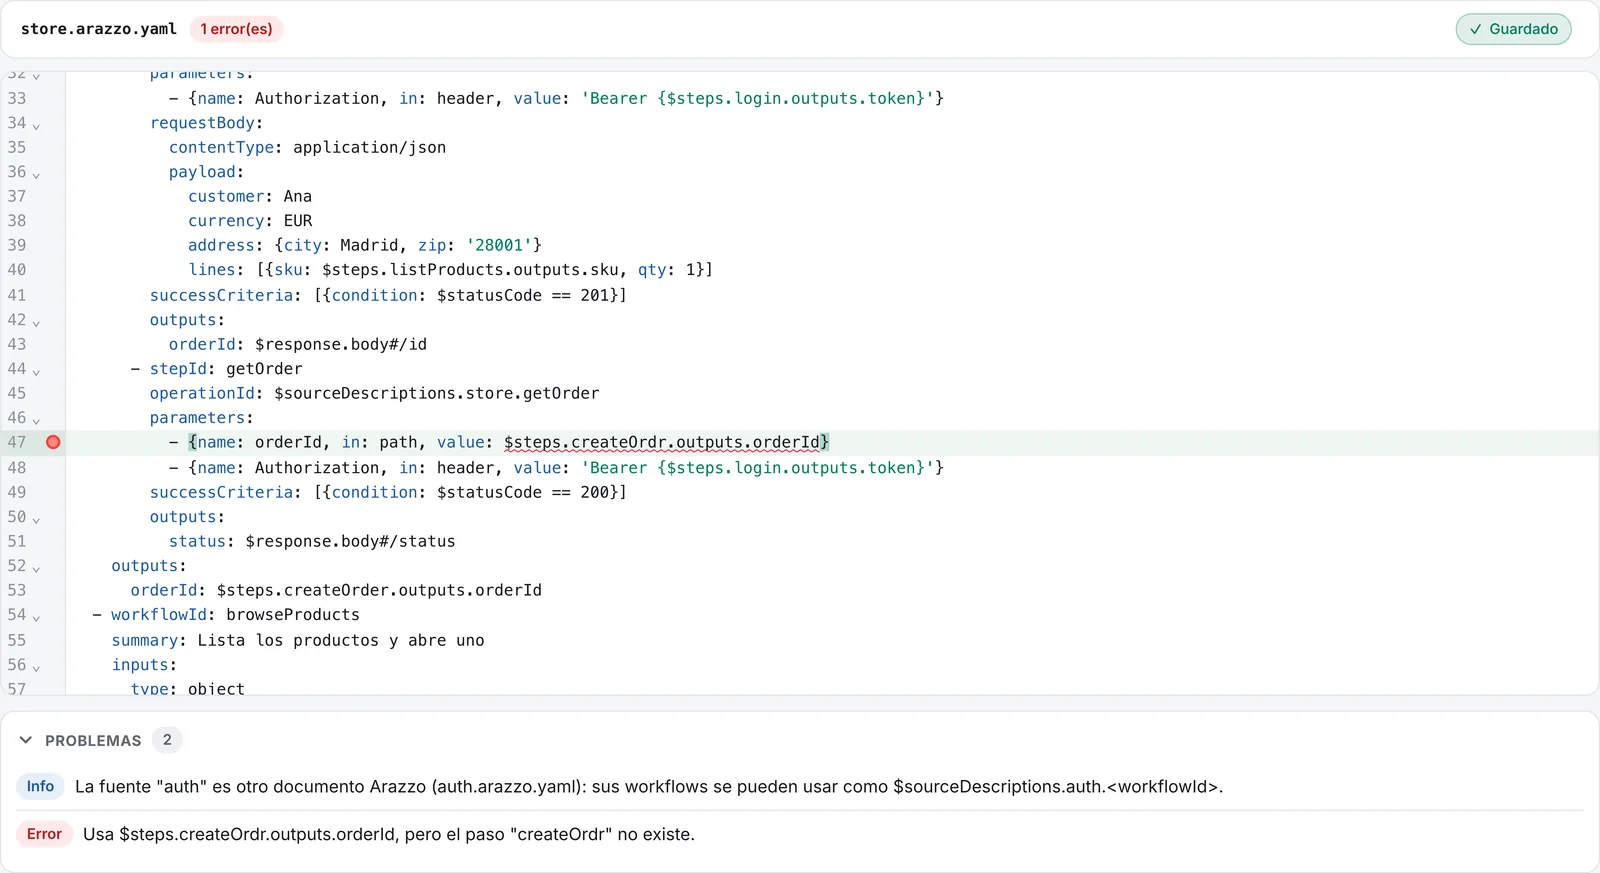 store.arazzo.yaml 1 error(es) ✓ Guardado
32 parameters:
33 - {name: Authorization, in: header, value: 'Bearer {$steps.login.outputs.token}'}
34 requestBody:
35 contentType: application/json
36 payload:
37 customer: Ana
38 currency: EUR
39 address: {city: Madrid, zip: '28001'}
40 lines: [{sku: $steps.listProducts.outputs.sku, qty: 1}]
41 successCriteria: [{condition: $statusCode == 201}]
42 outputs:
43 orderId: $response.body#/id
44 - stepId: getOrder
45 operationId: $sourceDescriptions.store.getOrder
46 parameters:
47 - {name: orderId, in: path, value: $steps.createOrdr.outputs.orderId}
48 - {name: Authorization, in: header, value: 'Bearer {$steps.login.outputs.token}'}
49 successCriteria: [{condition: $statusCode == 200}]
50 outputs:
51 status: $response.body#/status
52 outputs:
53 orderId: $steps.createOrder.outputs.orderId
54 - workflowId: browseProducts
55 summary: Lista los productos y abre uno
56 inputs:
57 type: object
PROBLEMAS 2
Info La fuente "auth" es otro documento Arazzo (auth.arazzo.yaml): sus workflows se pueden usar como $sourceDescriptions.auth.<workflowId>.
Error Usa $steps.createOrdr.outputs.orderId, pero el paso "createOrdr" no existe.